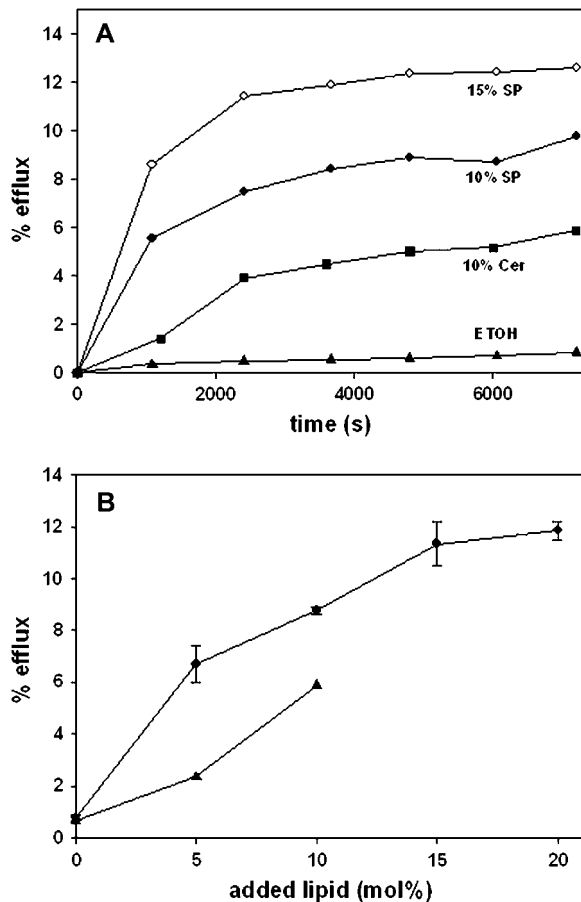 A
14
12
10
8
6
4
2
0
% efflux
15% SP
10% SP
10% Cer
ETOH
0 2000 4000 6000
time (s)
B
14
12
10
8
6
4
2
0
% efflux
0 5 10 15 20
added lipid (mol%)